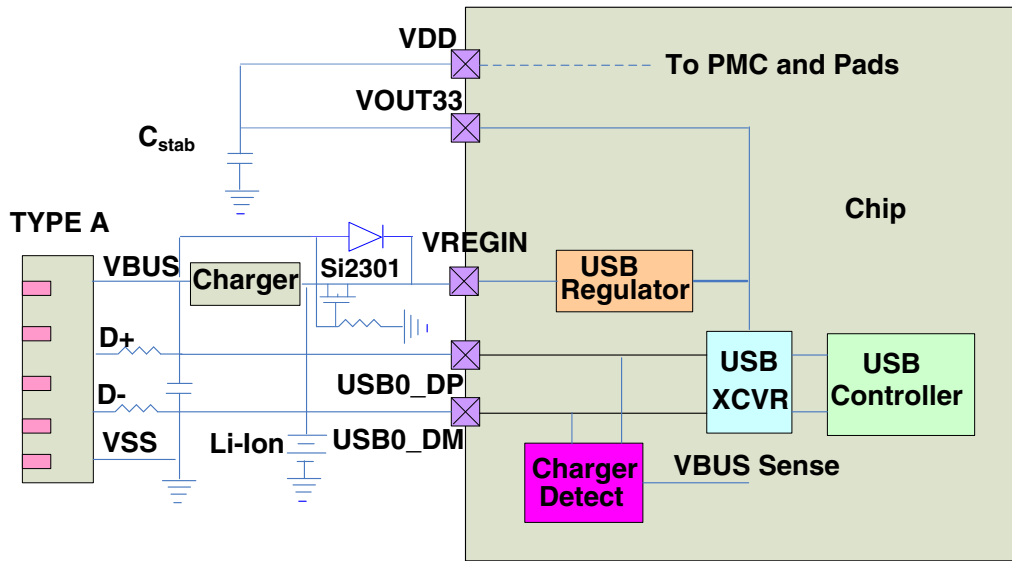 VDD
To PMC and Pads
VOUT33
Cstab
Chip
TYPE A
VREGIN
VBUS
Charger
Si2301
USB
Regulator
D+
USB0_DP
USB
XCVR
USB
Controller
D-
USB0_DM
Li-Ion
VSS
Charger
Detect
VBUS Sense